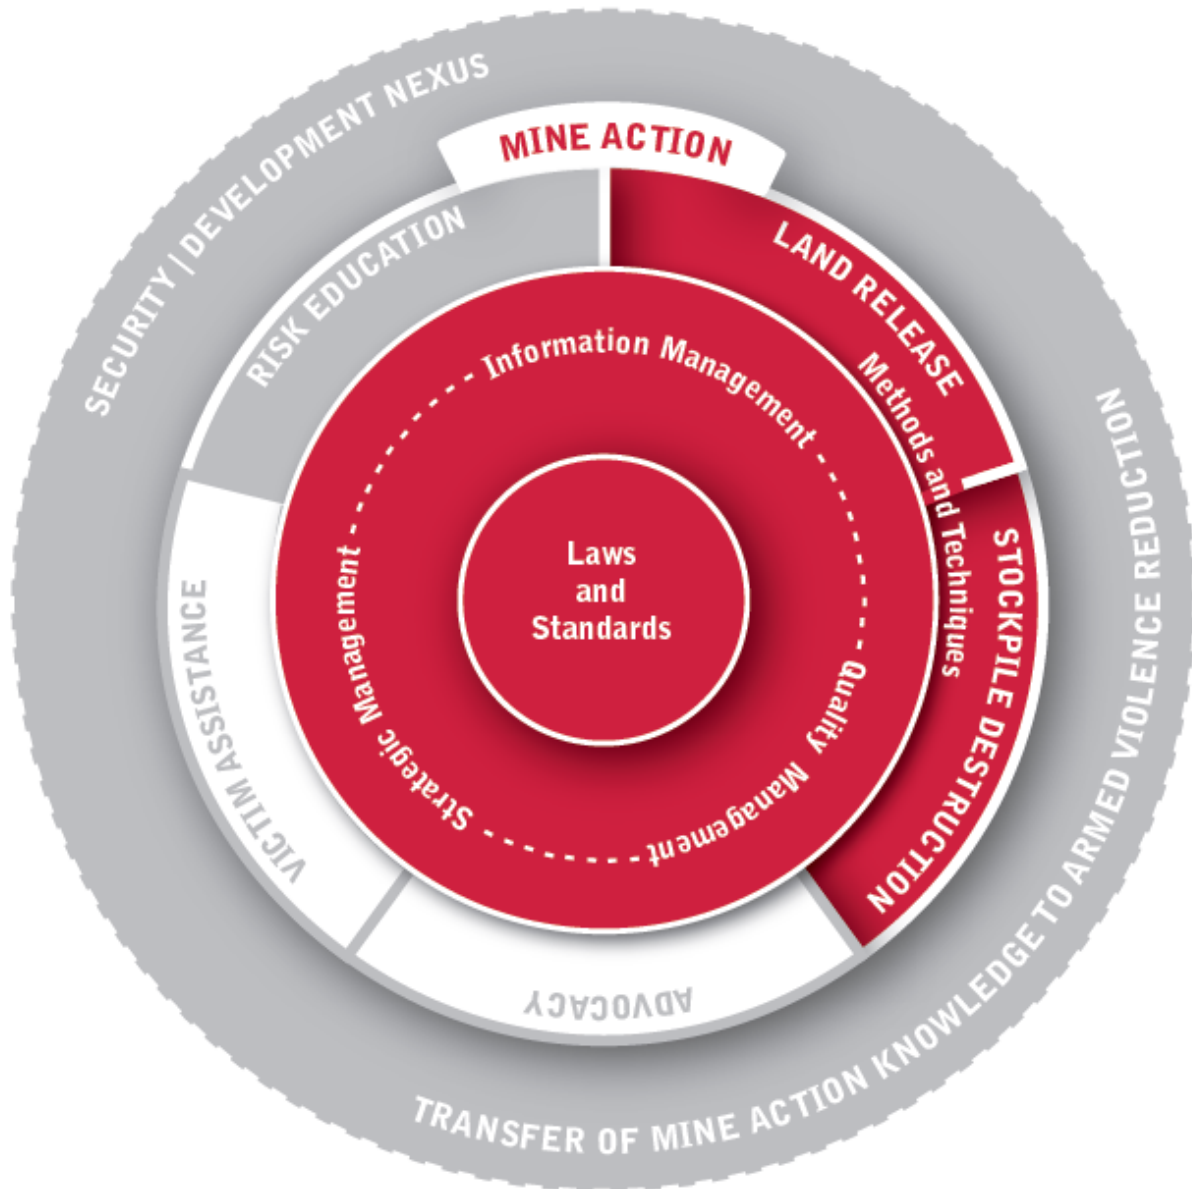 SECURITY | DEVELOPMENT NEXUS
MINE ACTION
RISK EDUCATION
LAND RELEASE
Methods and Techniques
STOCKPILE DESTRUCTION
Information Management
Quality Management
Strategic Management
Laws
and
Standards
VICTIM ASSISTANCE
ADVOCACY
TRANSFER OF MINE ACTION KNOWLEDGE TO ARMED VIOLENCE REDUCTION